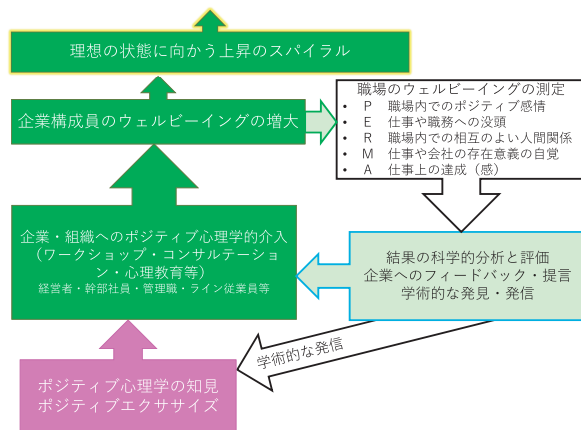 理想の状態に向かう上昇のスパイラル
企業構成員のウェルビーイングの増大
職場のウェルビーイングの測定
• P 職場内でのポジティブ感情
• E 仕事や職務への没頭
• R 職場内での相互のよい人間関係
• M 仕事や会社の存在意義の自覚
• A 仕事上の達成（感）
企業・組織へのポジティブ心理学的介入
（ワークショップ・コンサルテーショ
ン・心理教育等）
経営者・幹部社員・管理職・ライン従業員等
結果の科学的分析と評価
企業へのフィードバック・提言
学術的な発見・発信
学術的な発信
ポジティブ心理学の知見
ポジティブエクササイズ